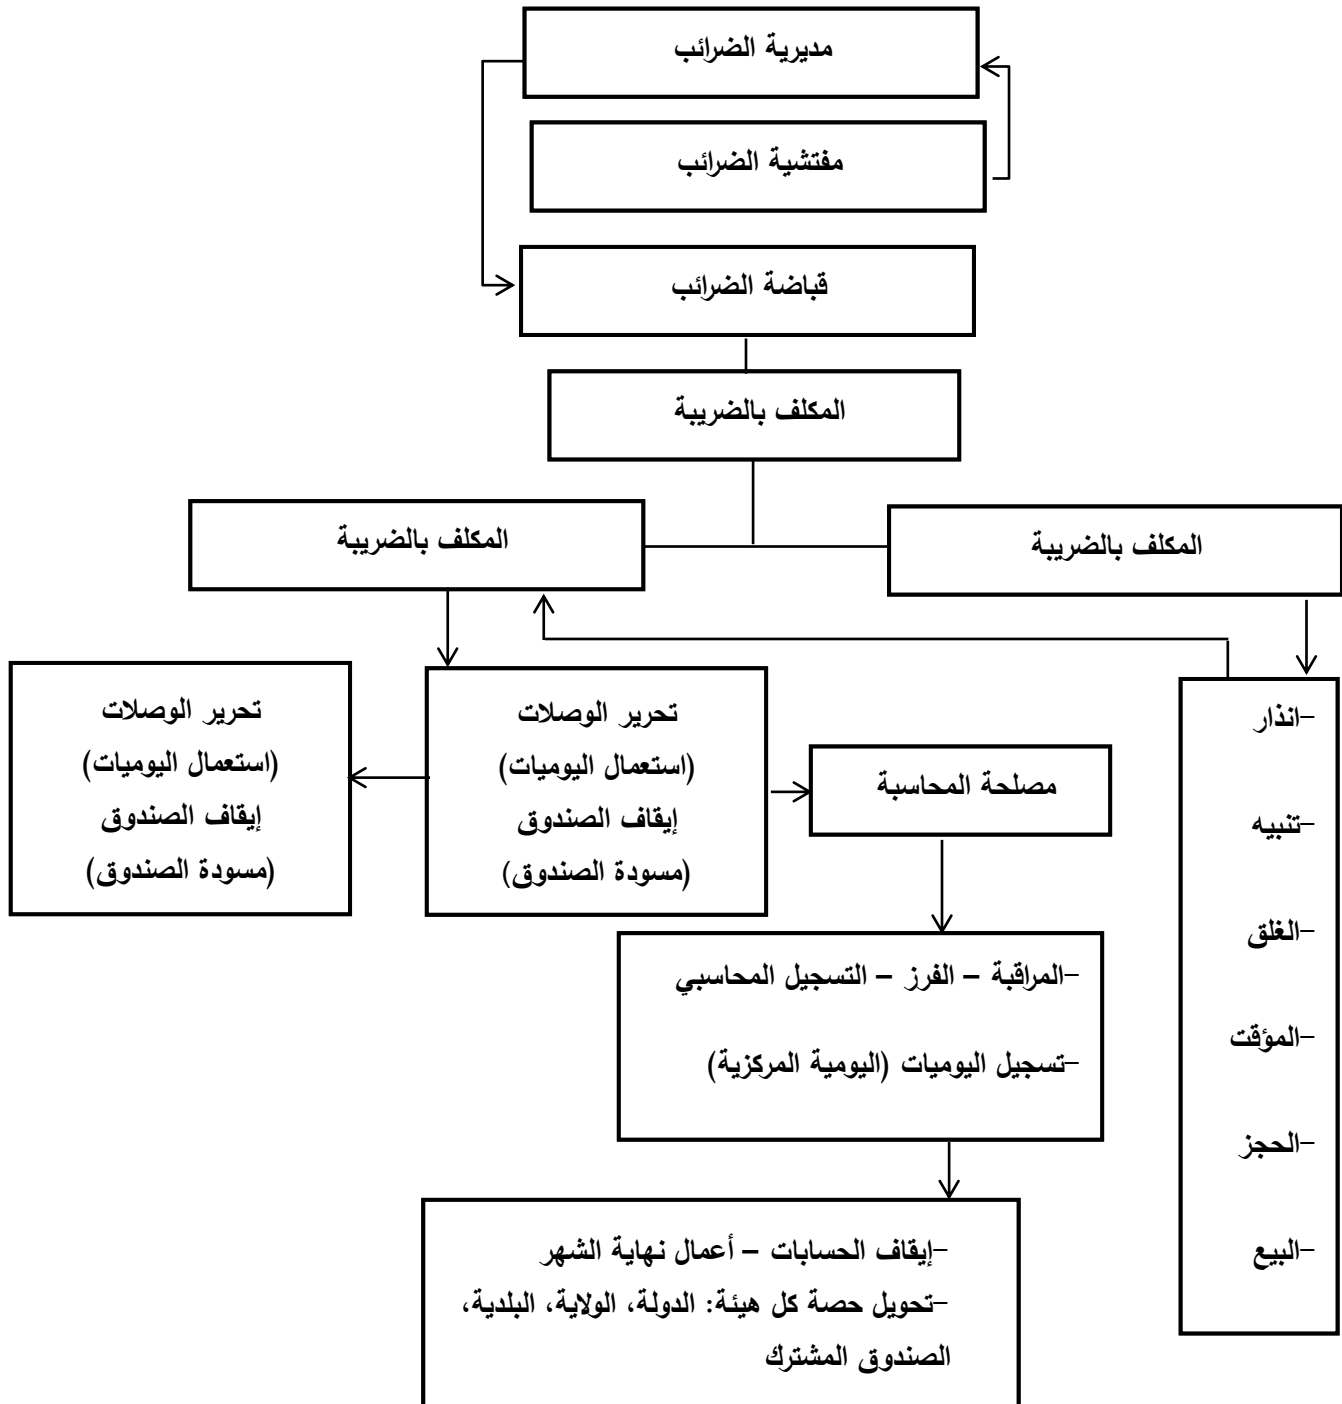 مديرية الضرائب
مفتشية الضرائب
قباضة الضرائب
المكلف بالضريبة
المكلف بالضريبة
المكلف بالضريبة
-انذار
-تنبيه
-الغلق
-المؤقت
-الحجز
-البيع
تحرير الوصلات
(استعمال اليوميات)
إيقاف الصندوق
(مسودة الصندوق)
تحرير الوصلات
(استعمال اليوميات)
إيقاف الصندوق
(مسودة الصندوق)
مصلحة المحاسبة
-المراقبة – الفرز – التسجيل المحاسبي
-تسجيل اليوميات (اليومية المركزية)
-إيقاف الحسابات – أعمال نهاية الشهر
-تحويل حصة كل هيئة: الدولة، الولاية، البلدية،
الصندوق المشترك